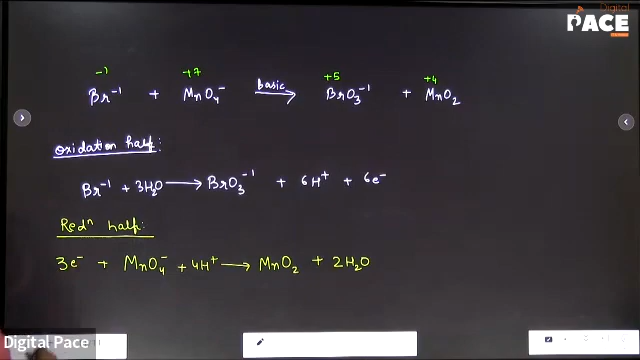 Digital
PACE
-1 +7 +5 +4
Br⁻¹ + MnO₄⁻ basic → BrO₃⁻¹ + MnO₂
Oxidation half:
Br⁻¹ + 3H₂O → BrO₃⁻¹ + 6H⁺ + 6e⁻
Redⁿ half:
3e⁻ + MnO₄⁻ + 4H⁺ → MnO₂ + 2H₂O
Digital Pace